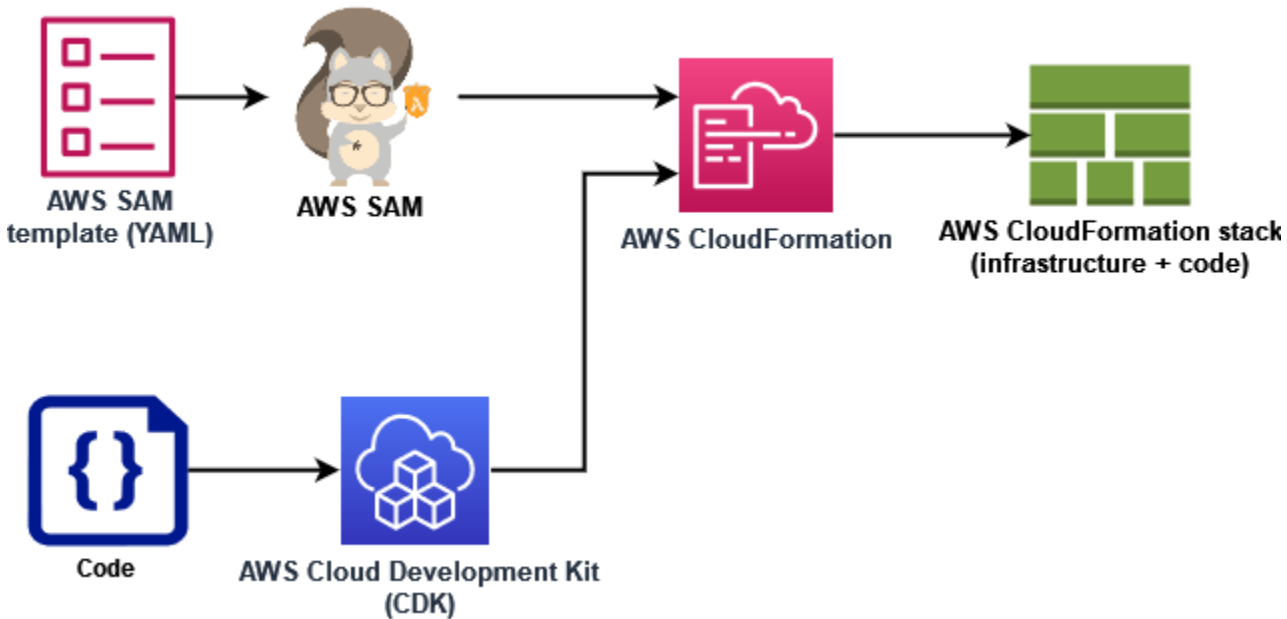 AWS SAM
template (YAML)
AWS SAM
AWS CloudFormation
AWS CloudFormation stack
(infrastructure + code)
{}
Code
AWS Cloud Development Kit
(CDK)